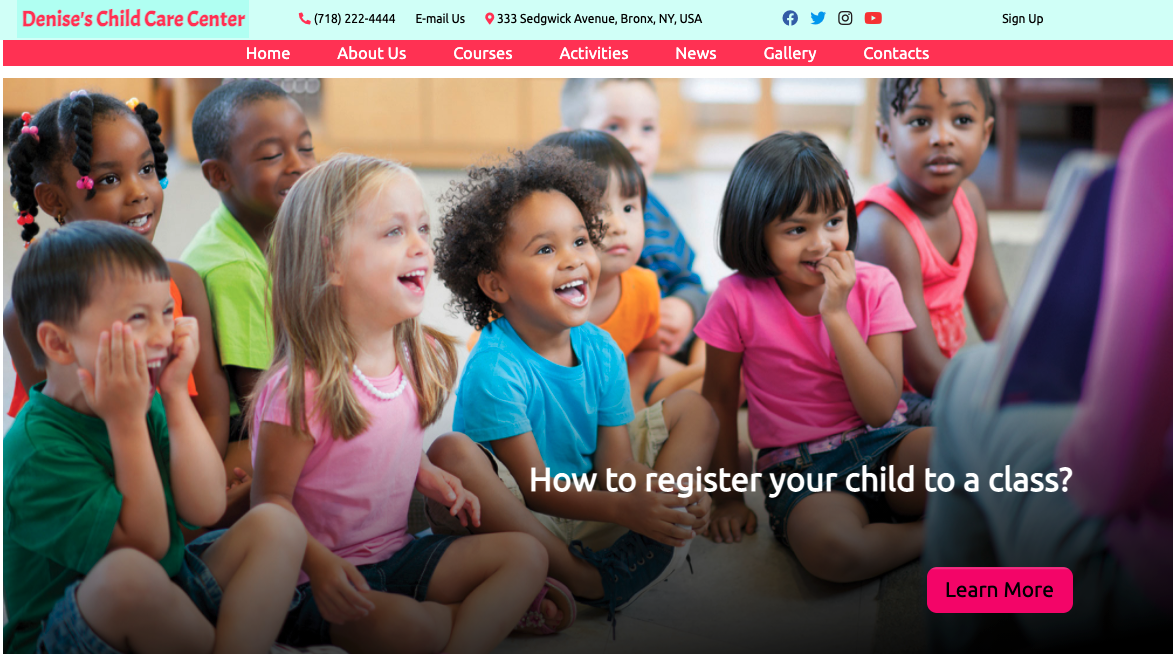 Denise's Child Care Center (718) 222-4444 E-mail Us 333 Sedgwick Avenue, Bronx, NY, USA Sign Up
Home About Us Courses Activities News Gallery Contacts
How to register your child to a class?
Learn More